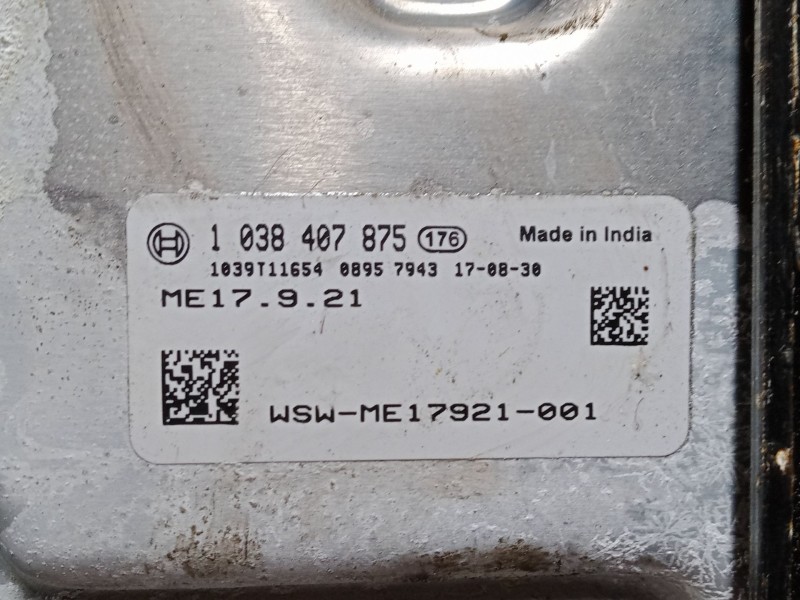 1 038 407 875 176 Made in India
1039T11654 0895 7943 17-08-30
ME17.9.21
WSW-ME17921-001